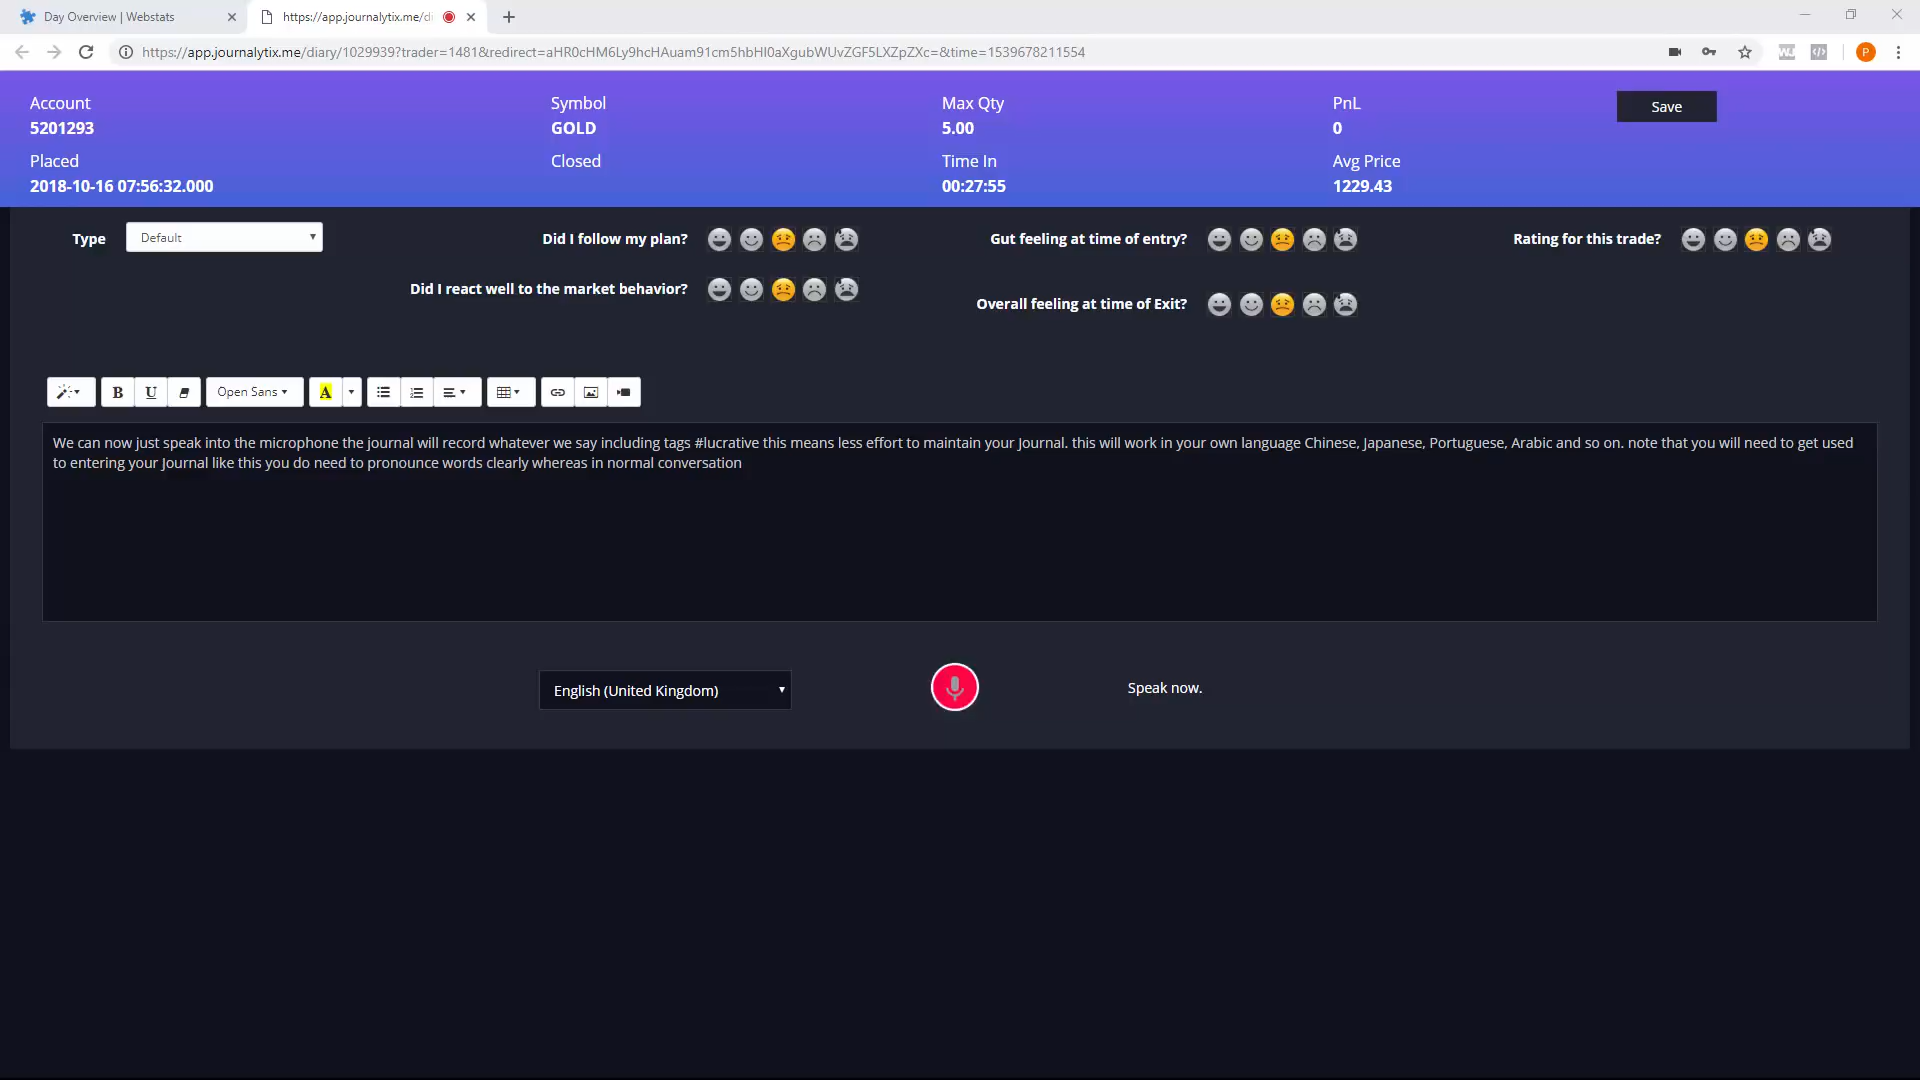 Day Overview | Webstats
https://app.journalytix.me/di
https://app.journalytix.me/diary/1029939?trader=1481&redirect=aHR0cHM6Ly9hcHAuam91cm5hbHl0aXgubWUvZGF5LXZpZXc=&time=1539678211554
P
Account
5201293
Symbol
GOLD
Max Qty
5.00
PnL
0
Save
Placed
2018-10-16 07:56:32.000
Closed
Time In
00:27:55
Avg Price
1229.43
Type
Default
Did I follow my plan?
Gut feeling at time of entry?
Rating for this trade?
Did I react well to the market behavior?
Overall feeling at time of Exit?
B U Open Sans A
We can now just speak into the microphone the journal will record whatever we say including tags #lucrative this means less effort to maintain your Journal. this will work in your own language Chinese, Japanese, Portuguese, Arabic and so on. note that you will need to get used
to entering your Journal like this you do need to pronounce words clearly whereas in normal conversation
English (United Kingdom)
Speak now.